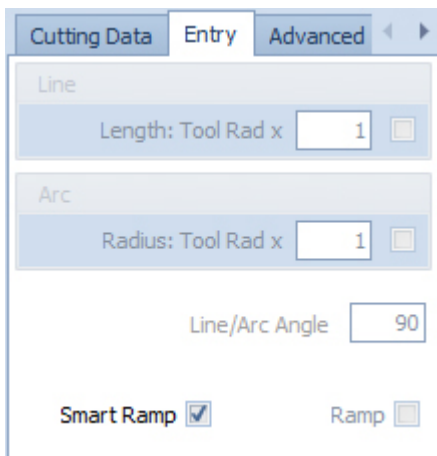 Cutting Data Entry Advanced
Line
Length: Tool Rad x 1
Arc
Radius: Tool Rad x 1
Line/Arc Angle 90
Smart Ramp Ramp